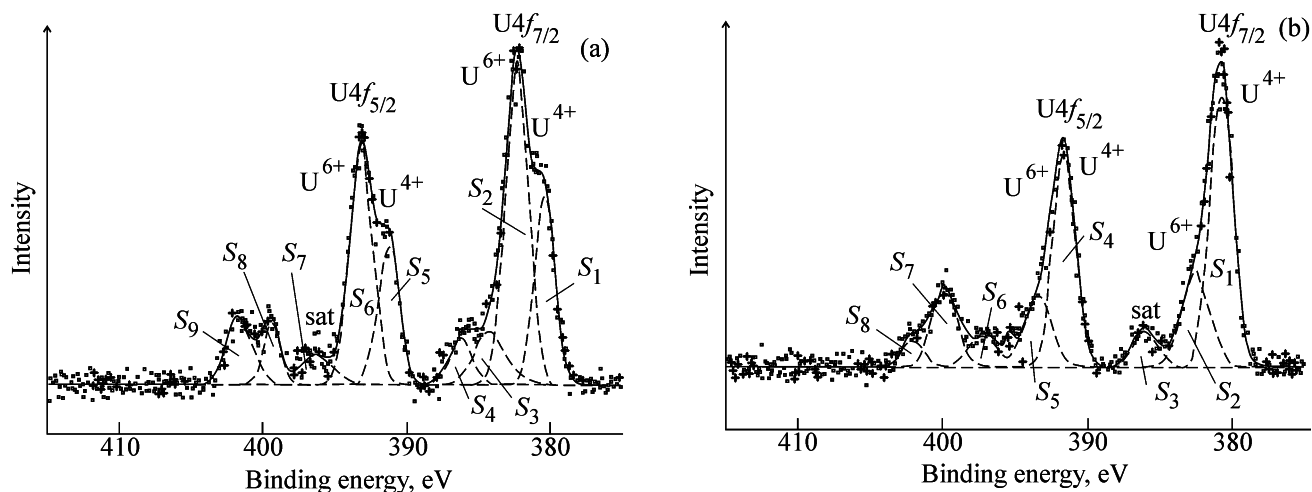 U4f7/2
(a)
U6+
U4f5/2
U4+
U6+
U4+
S2
S8
S7
S5
S1
S9
sat
S6
S4
S3
Intensity
410
400
390
380
Binding energy, eV
U4f7/2
(b)
U4+
U4f5/2
U6+
U4+
U6+
S4
S7
S1
S6
sat
S8
S5
S3
S2
Intensity
410
400
390
380
Binding energy, eV